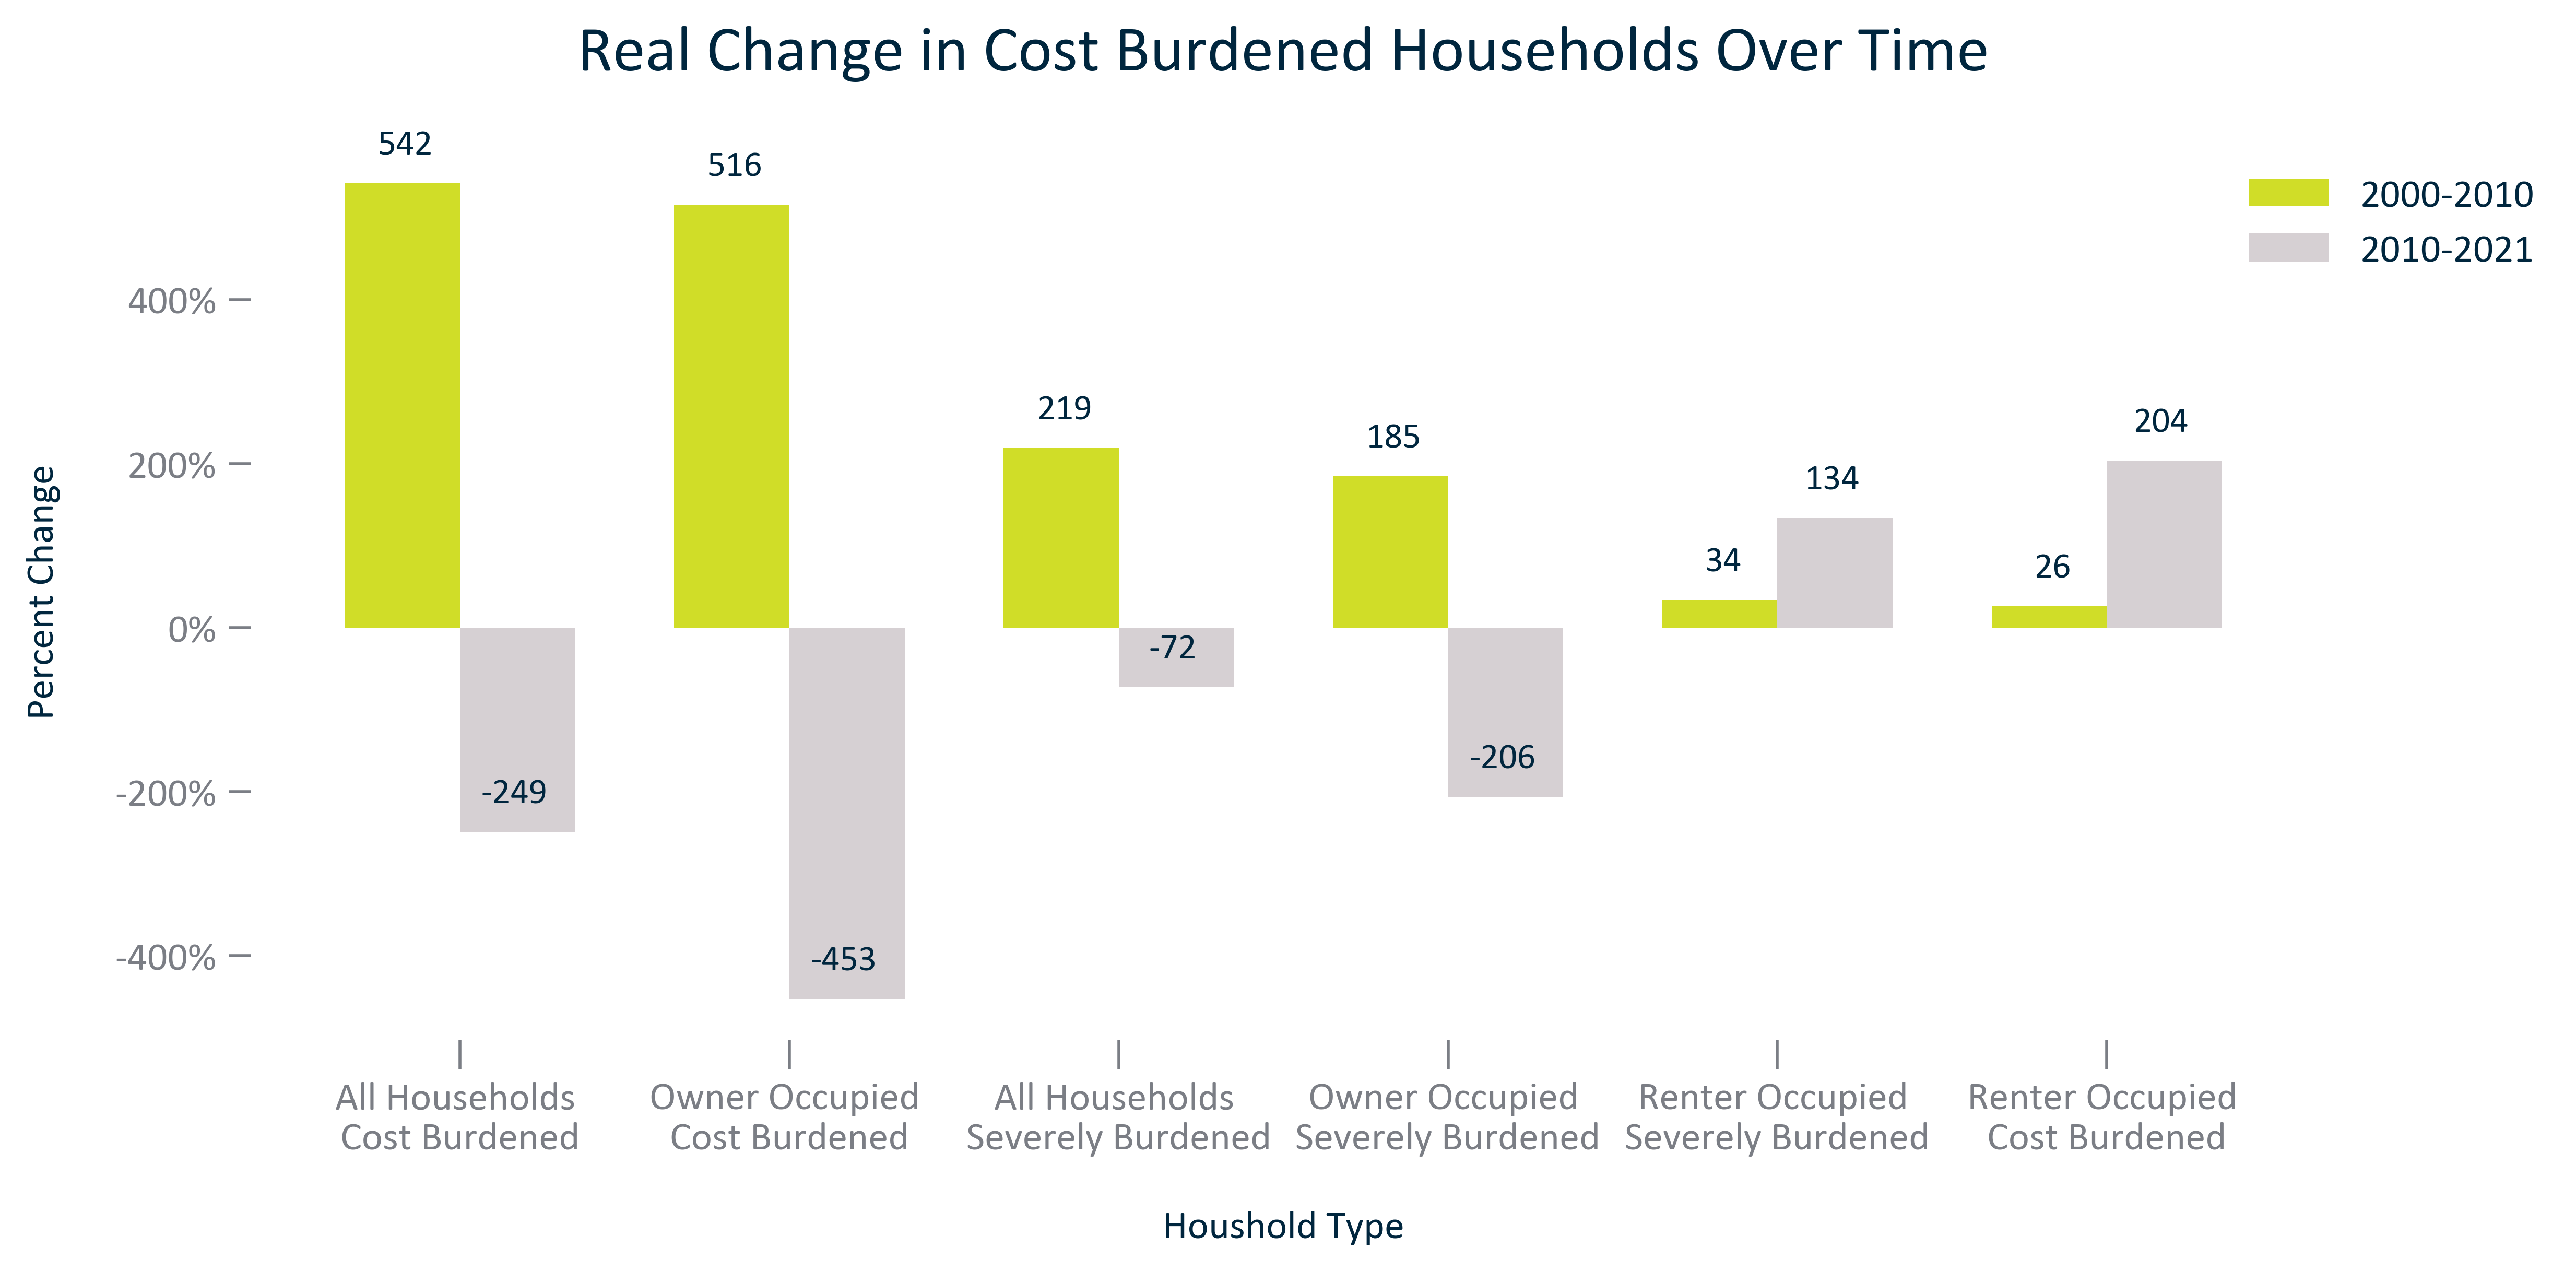 Real Change in Cost Burdened Households Over Time
542
516
2000-2010
2010-2021
400%
219
204
185
200%
134
34
26
0%
-72
-206
-200%
-249
-400%
-453
Percent Change
All Households
Cost Burdened
Owner Occupied
Cost Burdened
All Households
Severely Burdened
Owner Occupied
Severely Burdened
Renter Occupied
Severely Burdened
Renter Occupied
Cost Burdened
Houshold Type